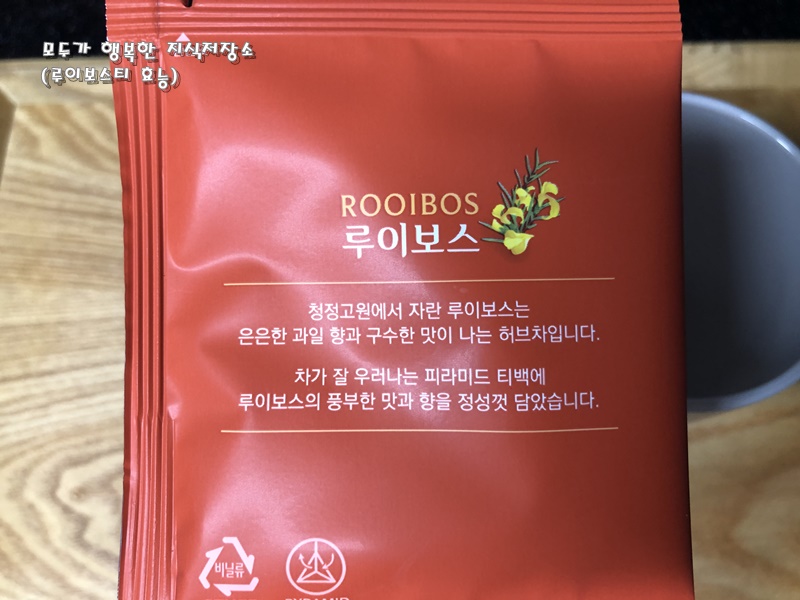 모두가 행복한 지식저장소
(루이보스티 효능)
ROOIBOS
루이보스
청정고원에서 자란 루이보스는
은은한 과일 향과 구수한 맛이 나는 허브차입니다.
차가 잘 우러나는 피라미드 티백에
루이보스의 풍부한 맛과 향을 정성껏 담았습니다.
비닐류